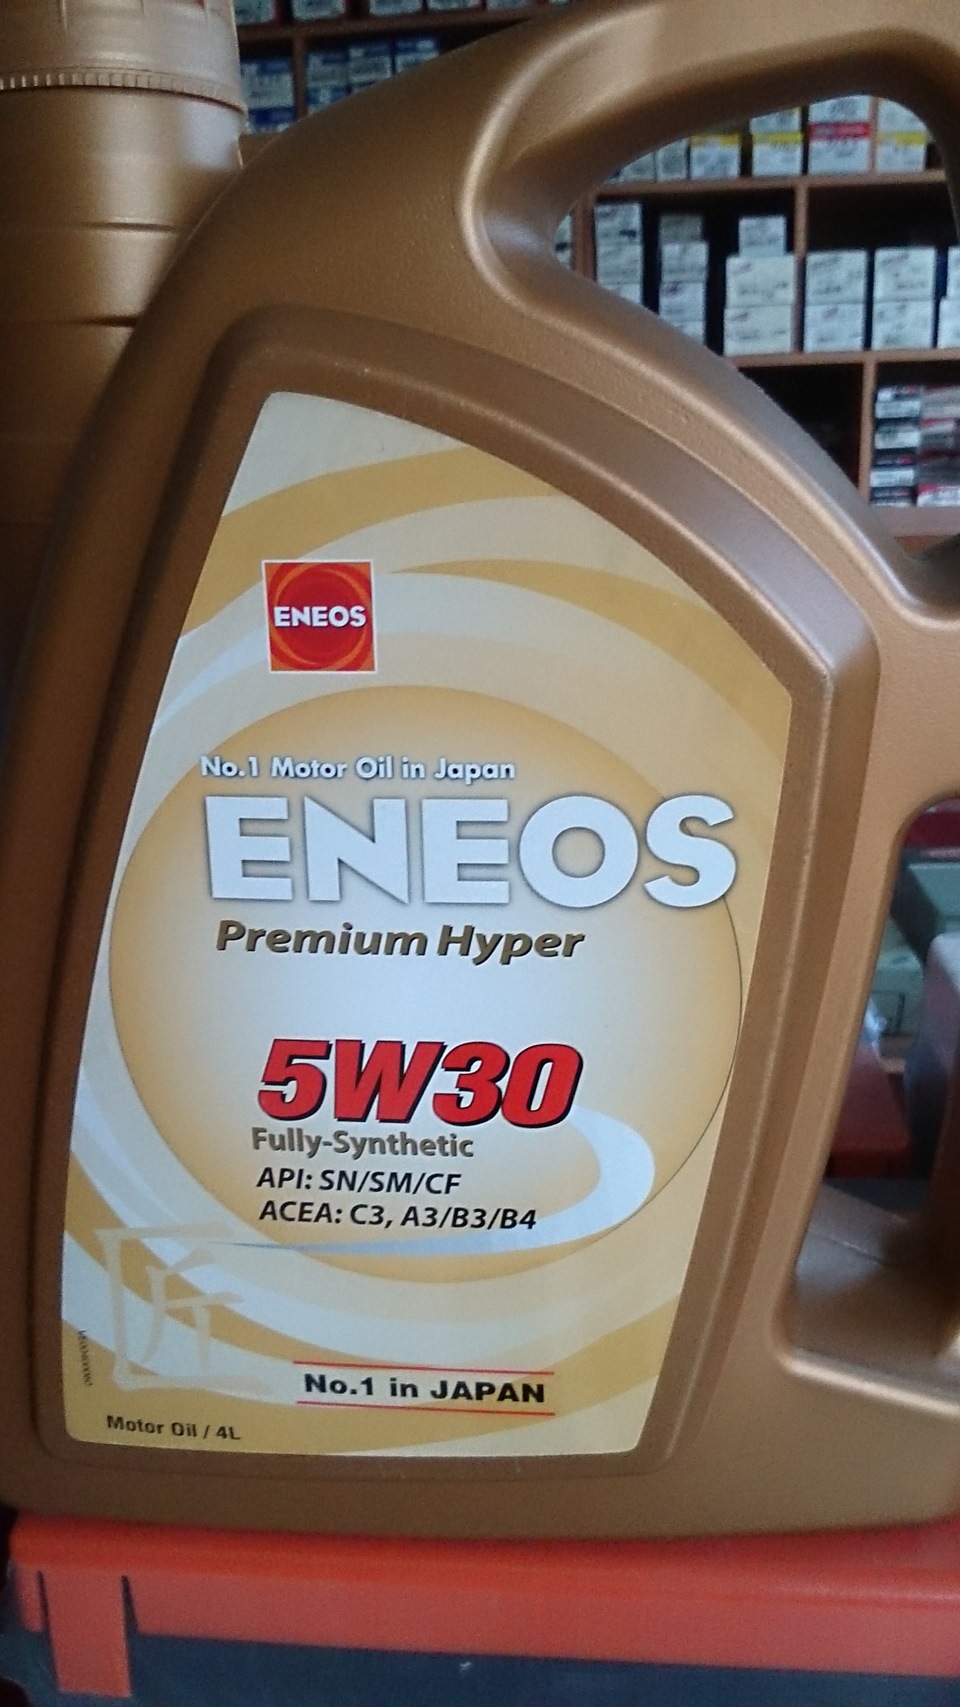 ENEOS
No.1 Motor Oil in Japan
ENEOS
Premium Hyper
5W30
Fully-Synthetic
API: SN/SM/CF
ACEA: C3, A3/B3/B4
匠
No.1 in JAPAN
Motor Oil / 4L